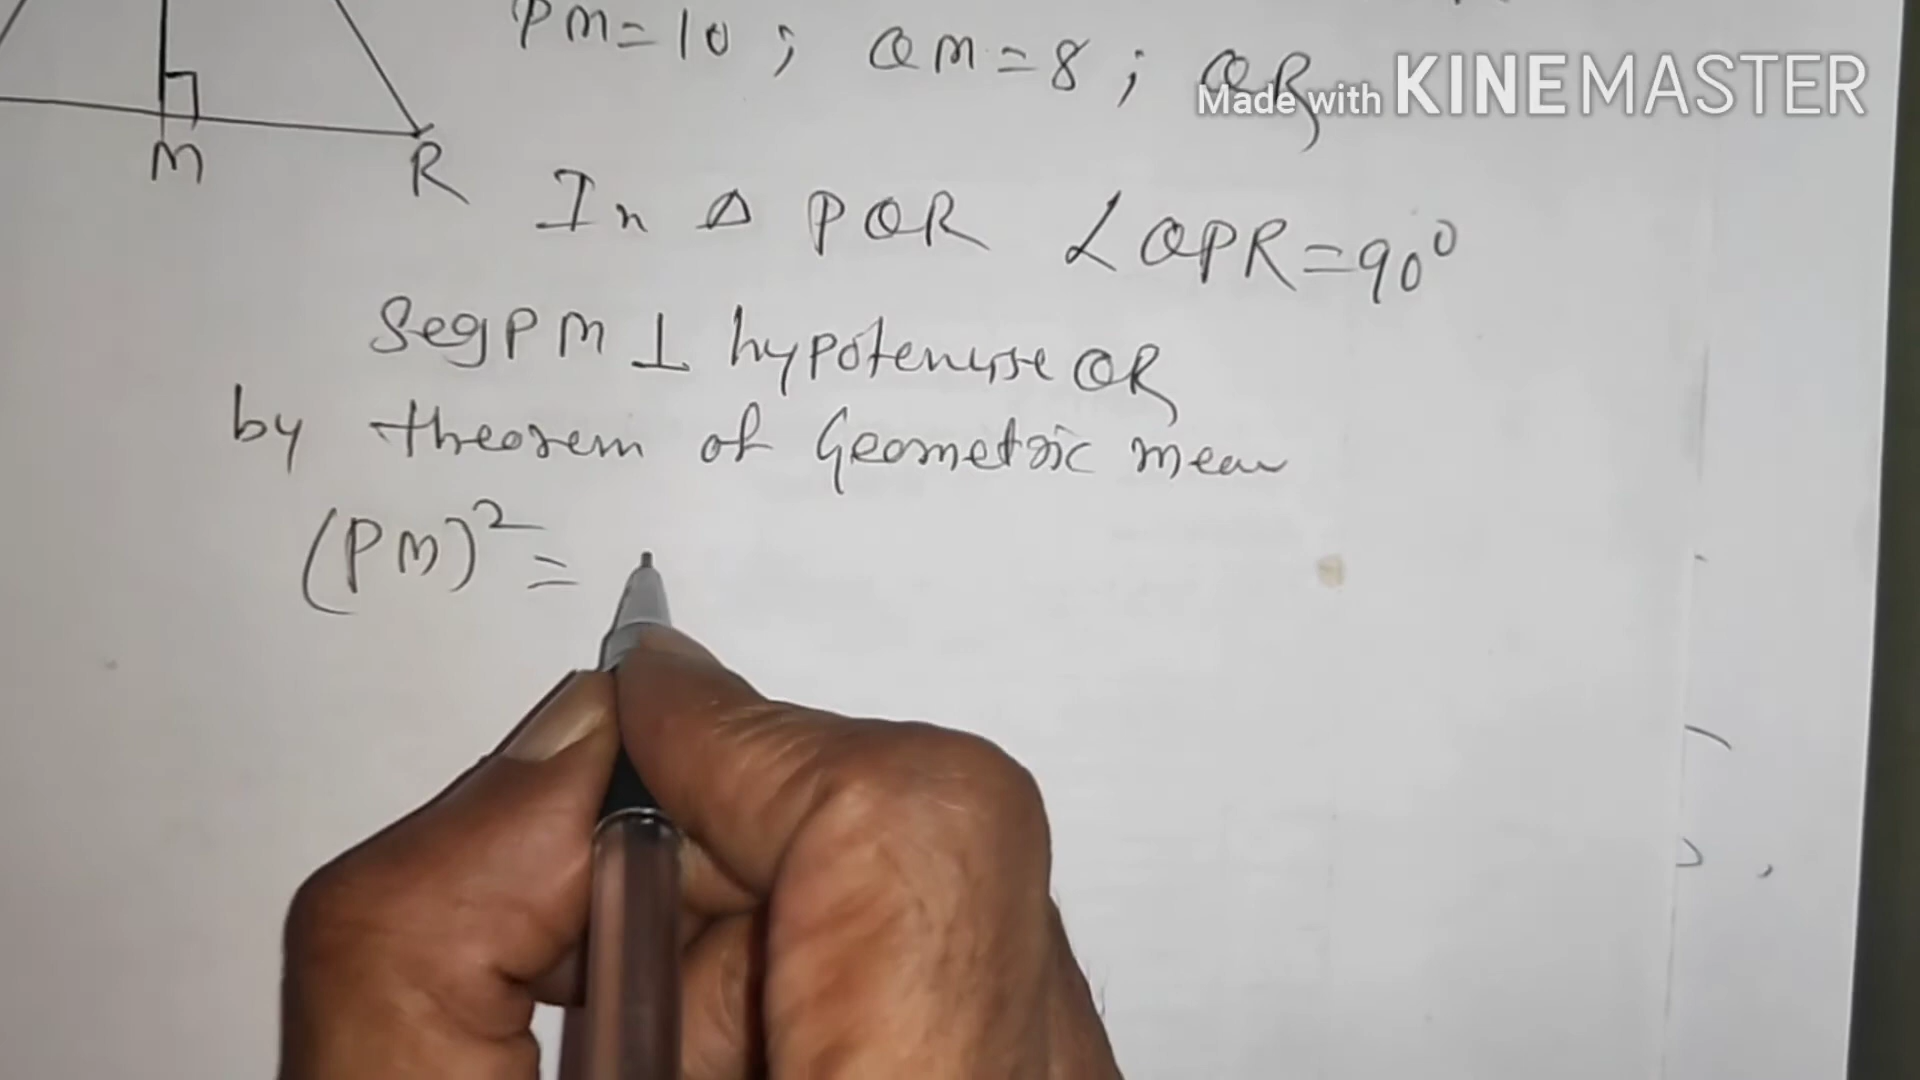 PM=10; QM=8; QR
Made with KINEMASTER
M
R
In Δ PQR ∠QPR=90⁰
Seg PM ⊥ hypotenuse QR
by theorem of Geometric mean
(PM)² =